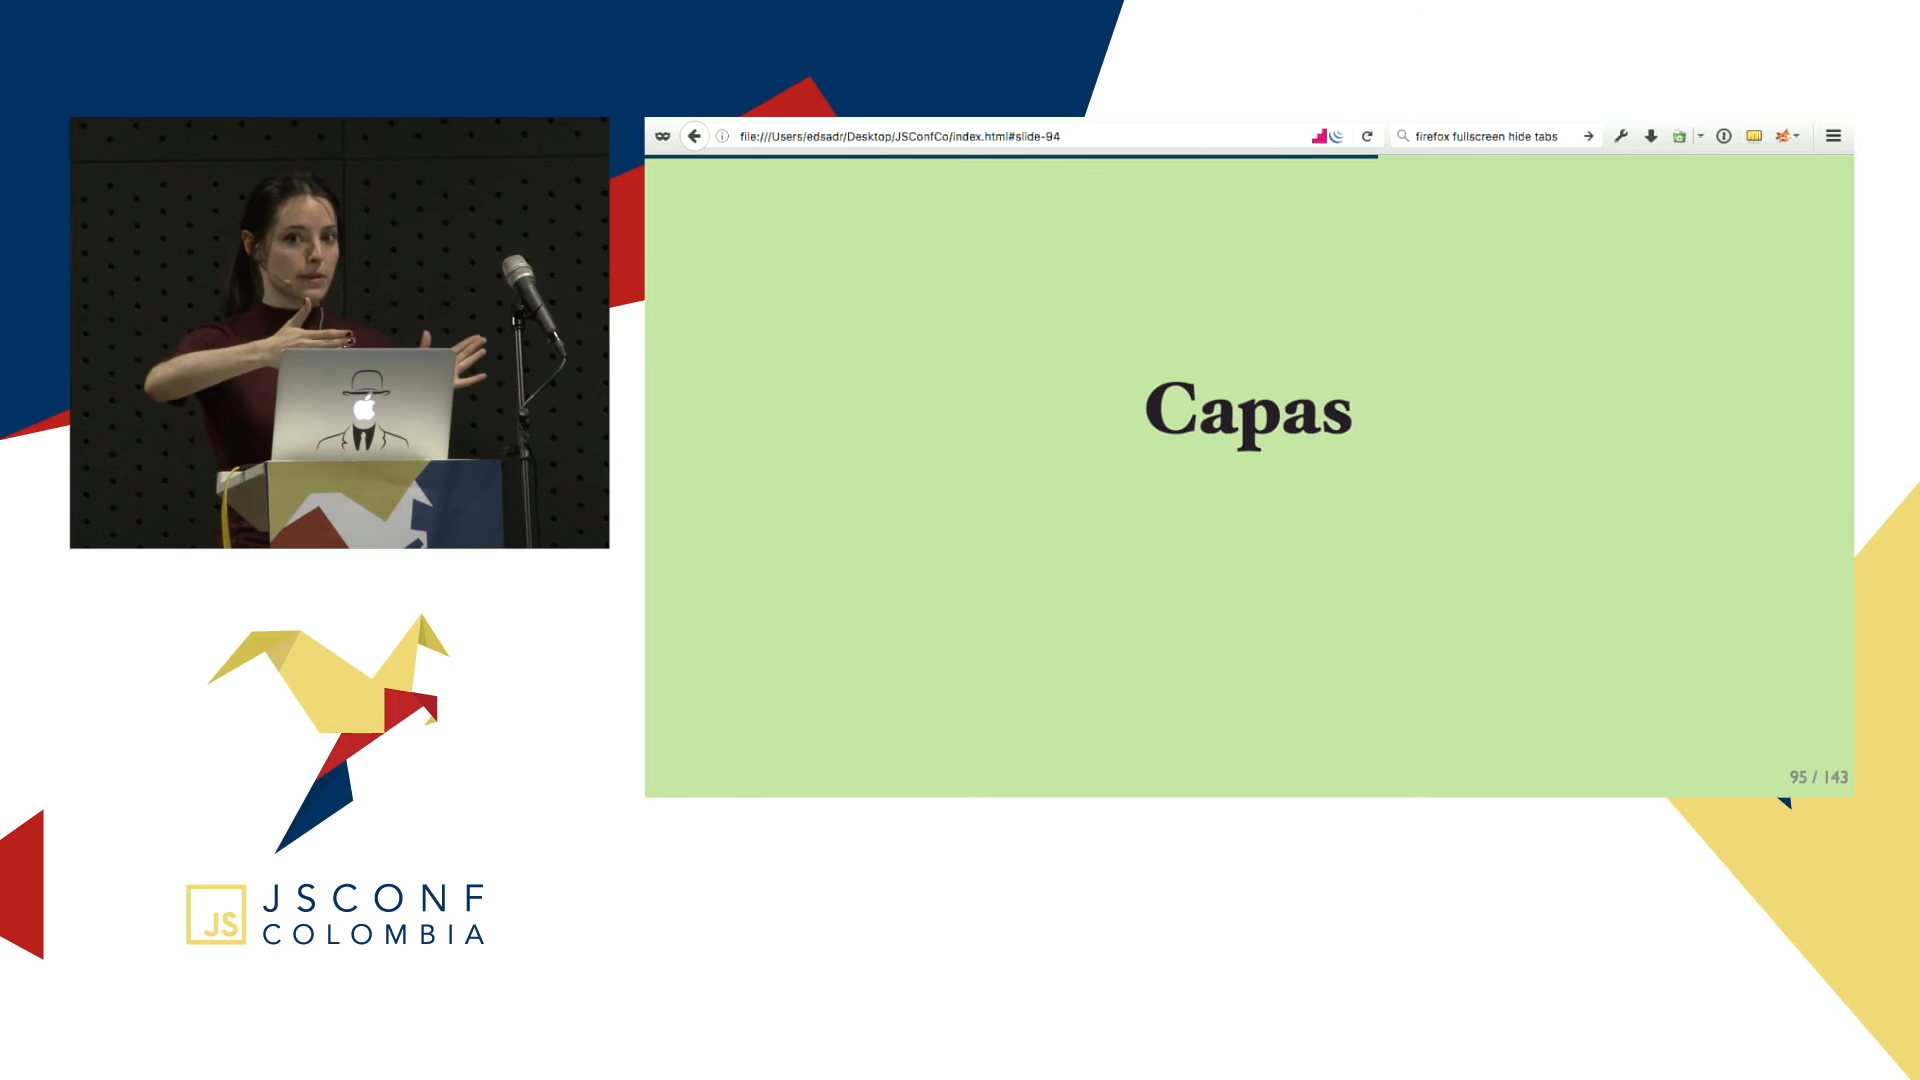 file:///Users/edsadr/Desktop/JSConfCo/index.html#slide-94
firefox fullscreen hide tabs
Capas
95 / 143
JS
JSCONF
COLOMBIA